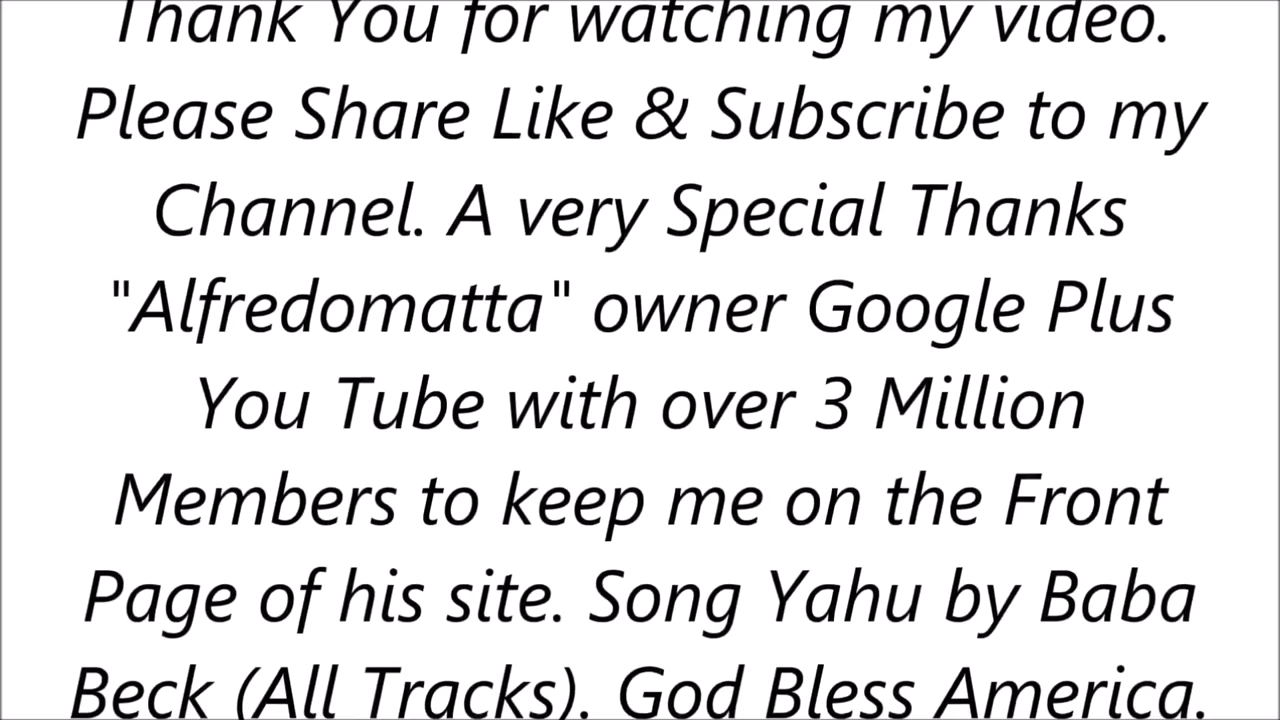 Thank You for watching my video.
Please Share Like & Subscribe to my
Channel. A very Special Thanks
"Alfredomatta" owner Google Plus
You Tube with over 3 Million
Members to keep me on the Front
Page of his site. Song Yahu by Baba
Beck (All Tracks). God Bless America.